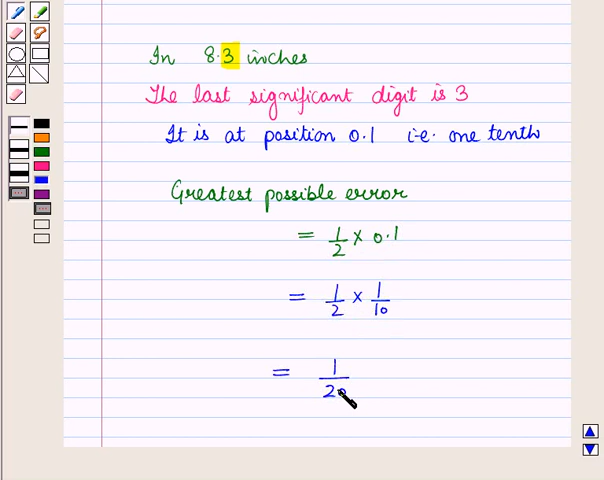 In 8.3 inches
The last significant digit is 3
It is at position 0.1 i.e. one tenth
Greatest possible error
= 1/2 × 0.1
= 1/2 × 1/10
= 1/20